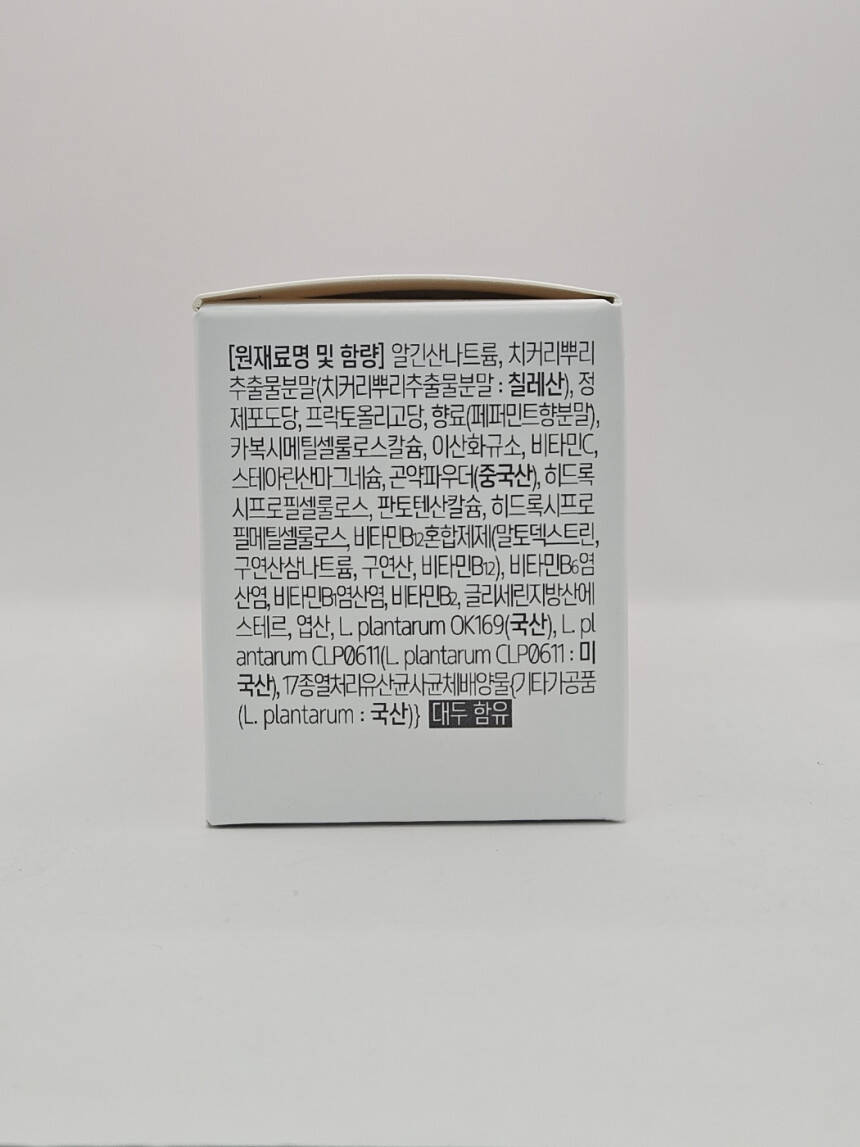 [원재료명 및 함량] 알긴산나트륨, 치커리뿌리
추출물분말(치커리뿌리추출물분말 : 칠레산), 정
제포도당, 프락토올리고당, 향료(페퍼민트향분말),
카복시메틸셀룰로스칼슘, 이산화규소, 비타민C,
스테아린산마그네슘, 곤약파우더(중국산), 히드록
시프로필셀룰로스, 판토텐산칼슘, 히드록시프로
필메틸셀룰로스, 비타민B12혼합제제(말토덱스트린,
구연산삼나트륨, 구연산, 비타민B12), 비타민B6염
산염, 비타민B1염산염, 비타민B2, 글리세린지방산에
스테르, 엽산, L. plantarum OK169(국산), L. pl
antarum CLP0611(L. plantarum CLP0611 : 미
국산), 17종열처리유산균사균체배양물{기타가공품
(L. plantarum : 국산)} 대두 함유